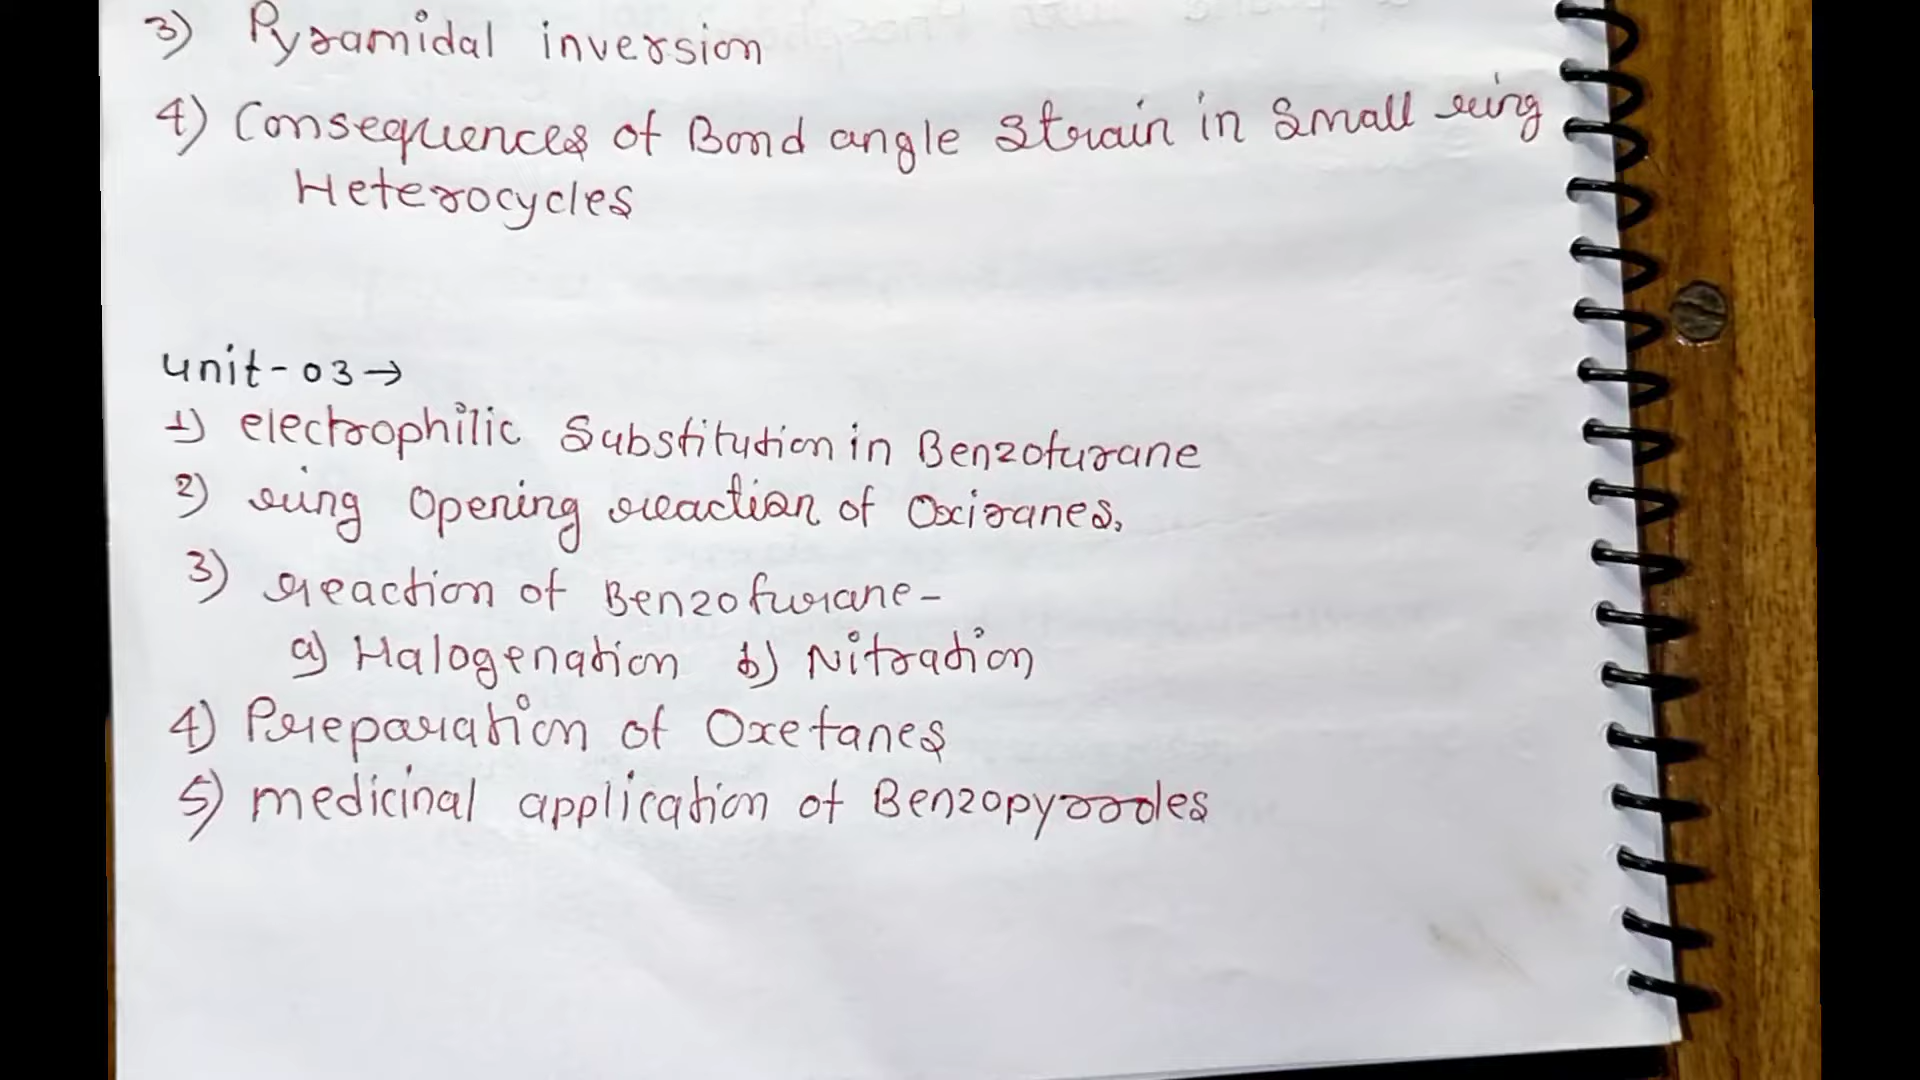 3) Pyramidal inversion
4) Consequences of Bond angle strain in small ring
Heterocycles
unit-03→
1) electrophilic Substitution in Benzofurane
2) ring opening reaction of Oxiranes.
3) reaction of Benzofurane-
a) Halogenation b) Nitration
4) Preparation of Oxetanes
5) medicinal application of Benzopyrroles